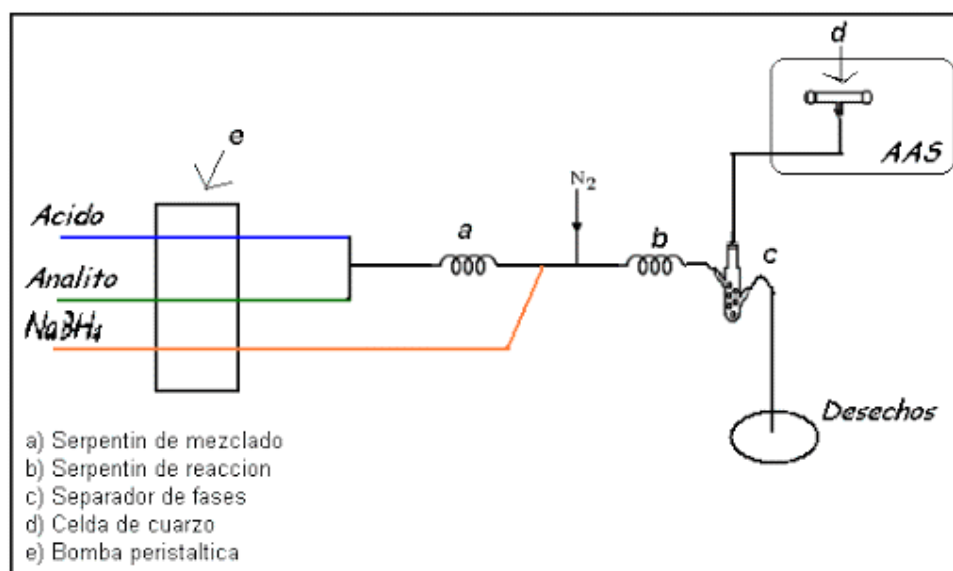 d
e
AAS
N₂
Acido
a
b
c
Analito
NaBH₄
Desechos
a) Serpentin de mezclado
b) Serpentin de reaccion
c) Separador de fases
d) Celda de cuarzo
e) Bomba peristaltica